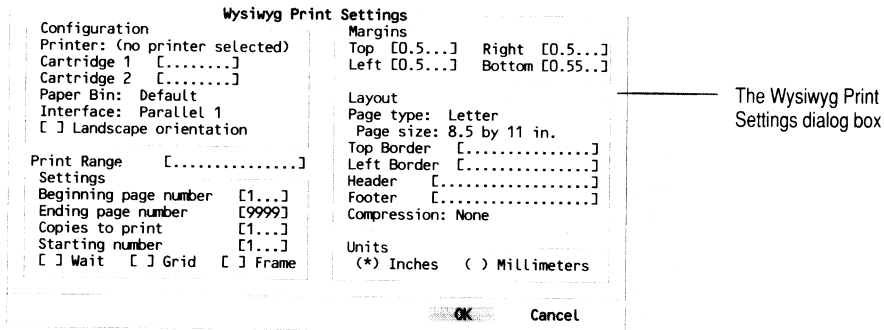 Wysiwyg Print Settings
Configuration
Printer: (no printer selected)
Cartridge 1 [........]
Cartridge 2 [........]
Paper Bin: Default
Interface: Parallel 1
[ ] Landscape orientation
Print Range [...............]
Settings
Beginning page number [1...]
Ending page number [9999]
Copies to print [1...]
Starting number [1...]
[ ] Wait [ ] Grid [ ] Frame
Margins
Top [0.5...] Right [0.5...]
Left [0.5...] Bottom [0.55..]
Layout
Page type: Letter
Page size: 8.5 by 11 in.
Top Border [...............]
Left Border [...............]
Header [..................]
Footer [..................]
Compression: None
Units
(*) Inches ( ) Millimeters
OK Cancel
The Wysiwyg Print
Settings dialog box